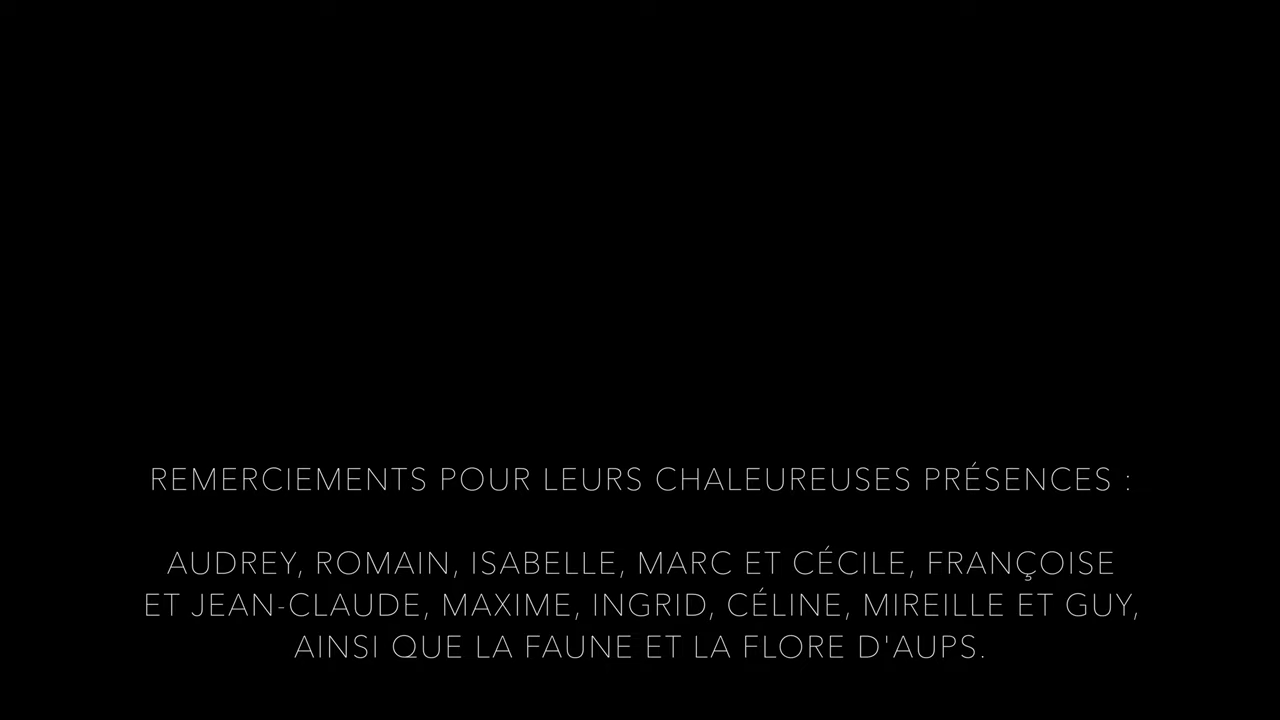 REMERCIEMENTS POUR LEURS CHALEUREUSES PRÉSENCES :
AUDREY, ROMAIN, ISABELLE, MARC ET CÉCILE, FRANÇOISE
ET JEAN-CLAUDE, MAXIME, INGRID, CÉLINE, MIREILLE ET GUY,
AINSI QUE LA FAUNE ET LA FLORE D'AUPS.